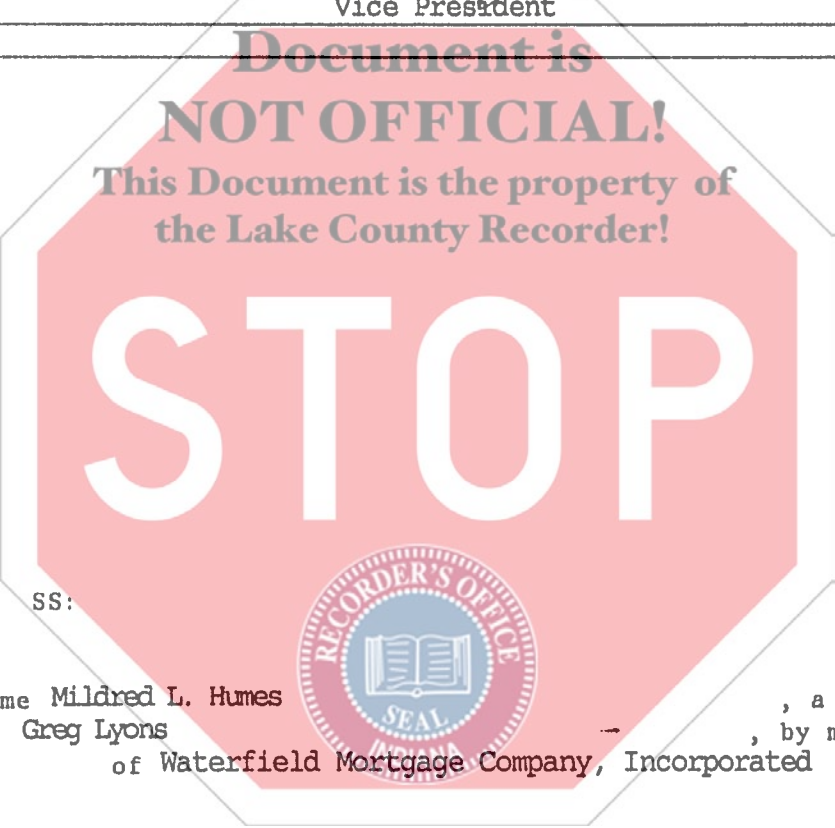 Vice President
Document is
NOT OFFICIAL!
This Document is the property of
the Lake County Recorder!
STOP
SS:
RECORDER'S OFFICE
SEAL
INDIANA
me Mildred L. Humes , a
Greg Lyons , by m
of Waterfield Mortgage Company, Incorporated